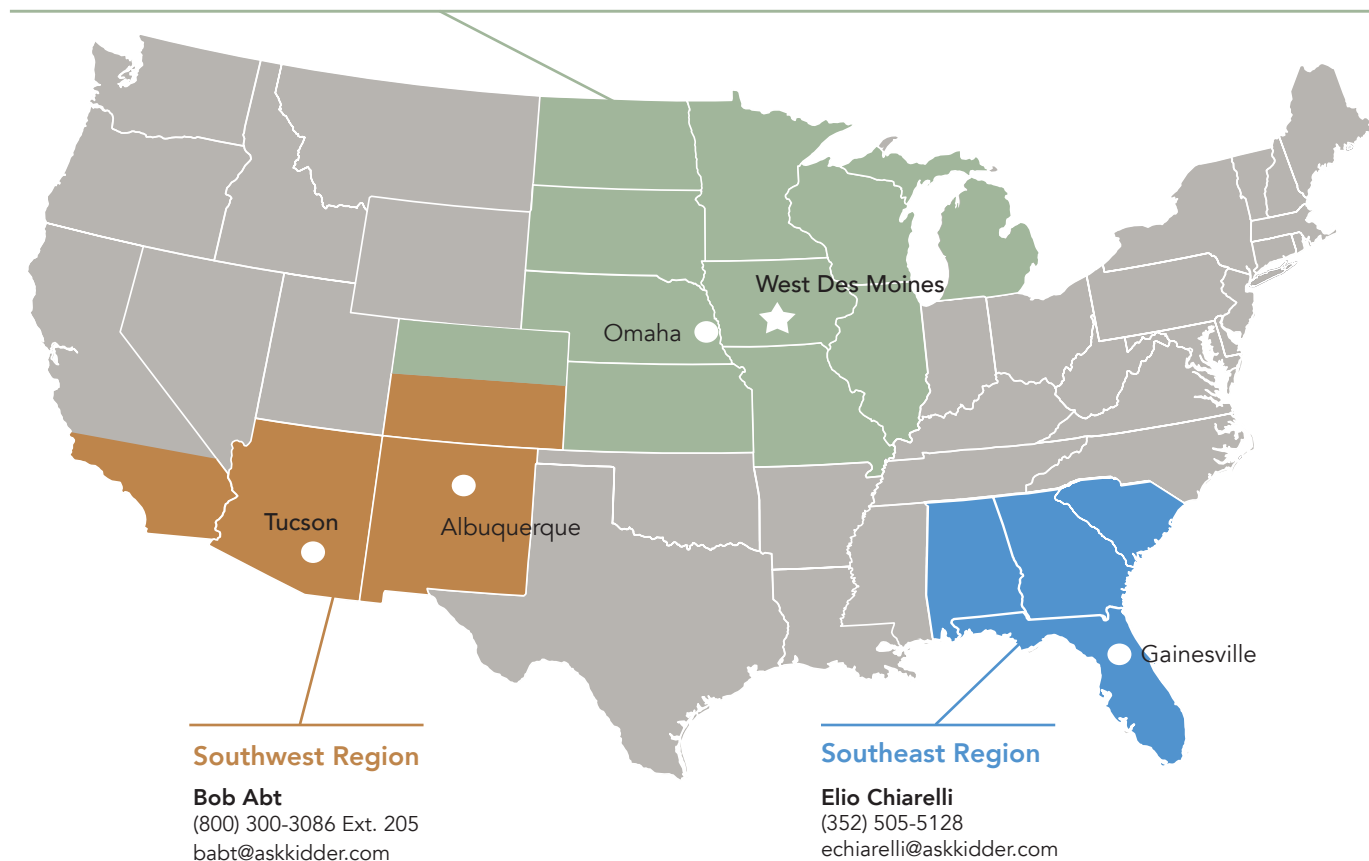 West Des Moines
Omaha
Tucson
Albuquerque
Gainesville
Southwest Region
Bob Abt
(800) 300-3086 Ext. 205
babt@askkidder.com
Southeast Region
Elio Chiarelli
(352) 505-5128
echiarelli@askkidder.com